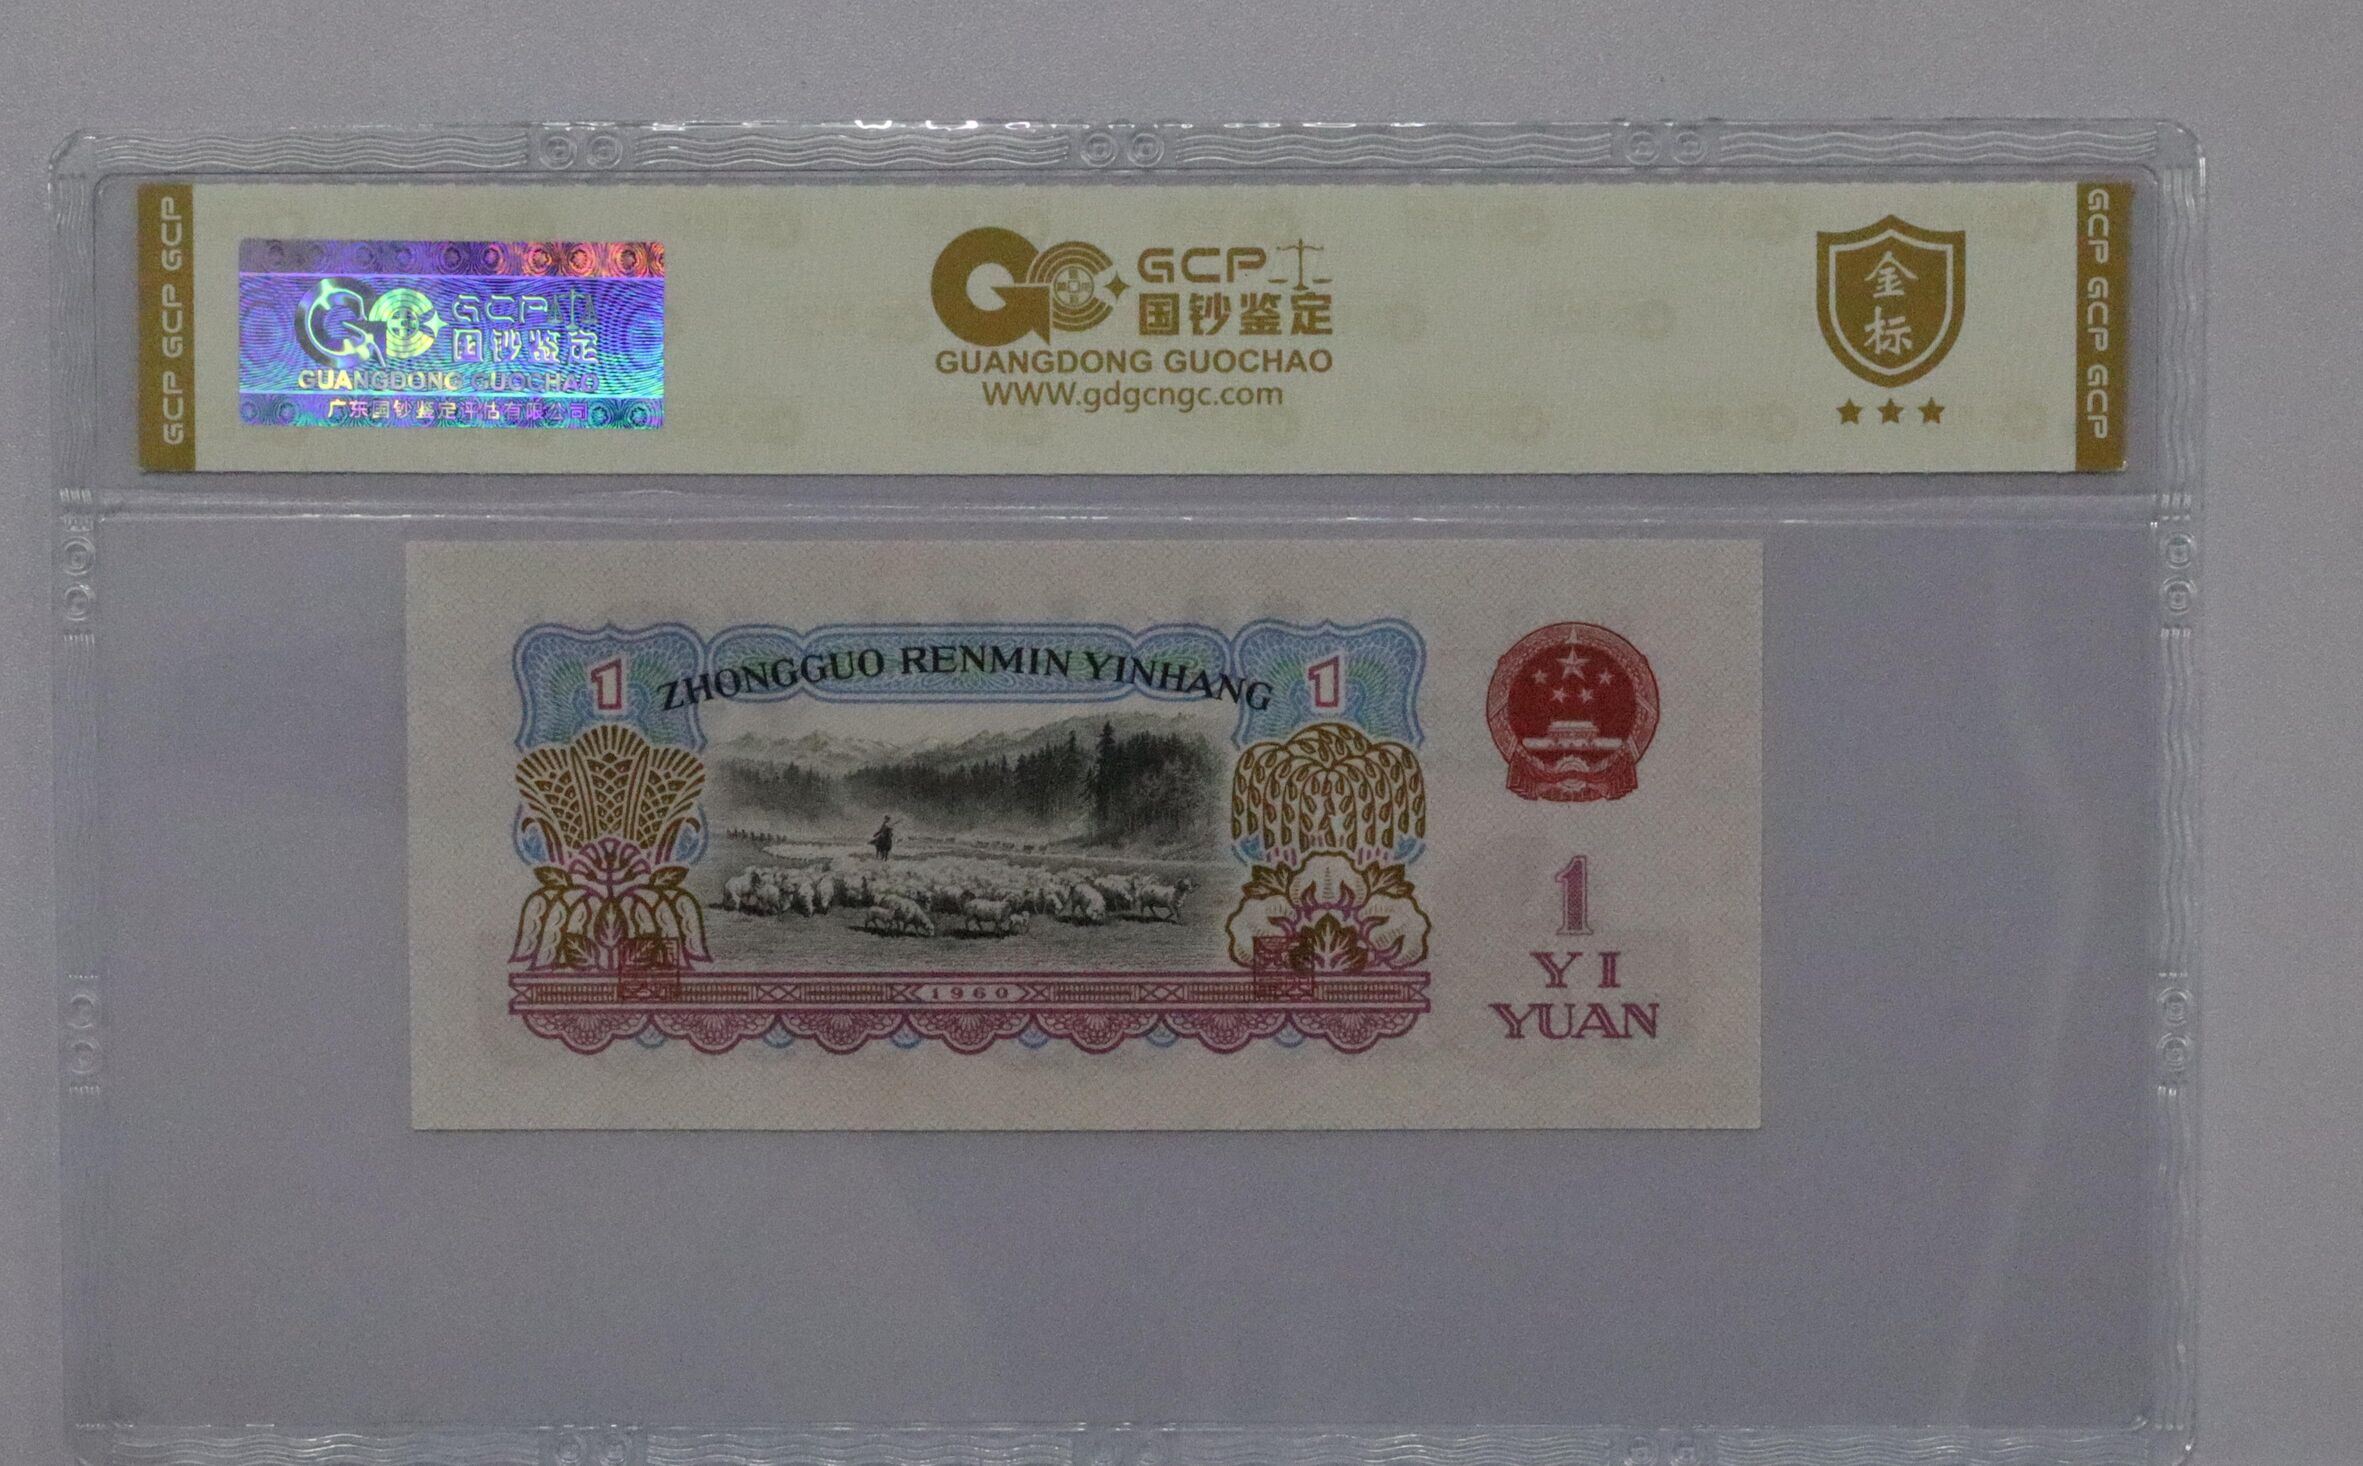 GCP GCP GCP
GCP
国钞鉴定
GUANGDONG GUOCHAO
广东国钞鉴定评估有限公司
GCP
国钞鉴定
GUANGDONG GUOCHAO
WWW.gdgcngc.com
金
标
GCP GCP GCP
1 ZHONGGUO RENMIN YINHANG 1
1960
1
YI
YUAN